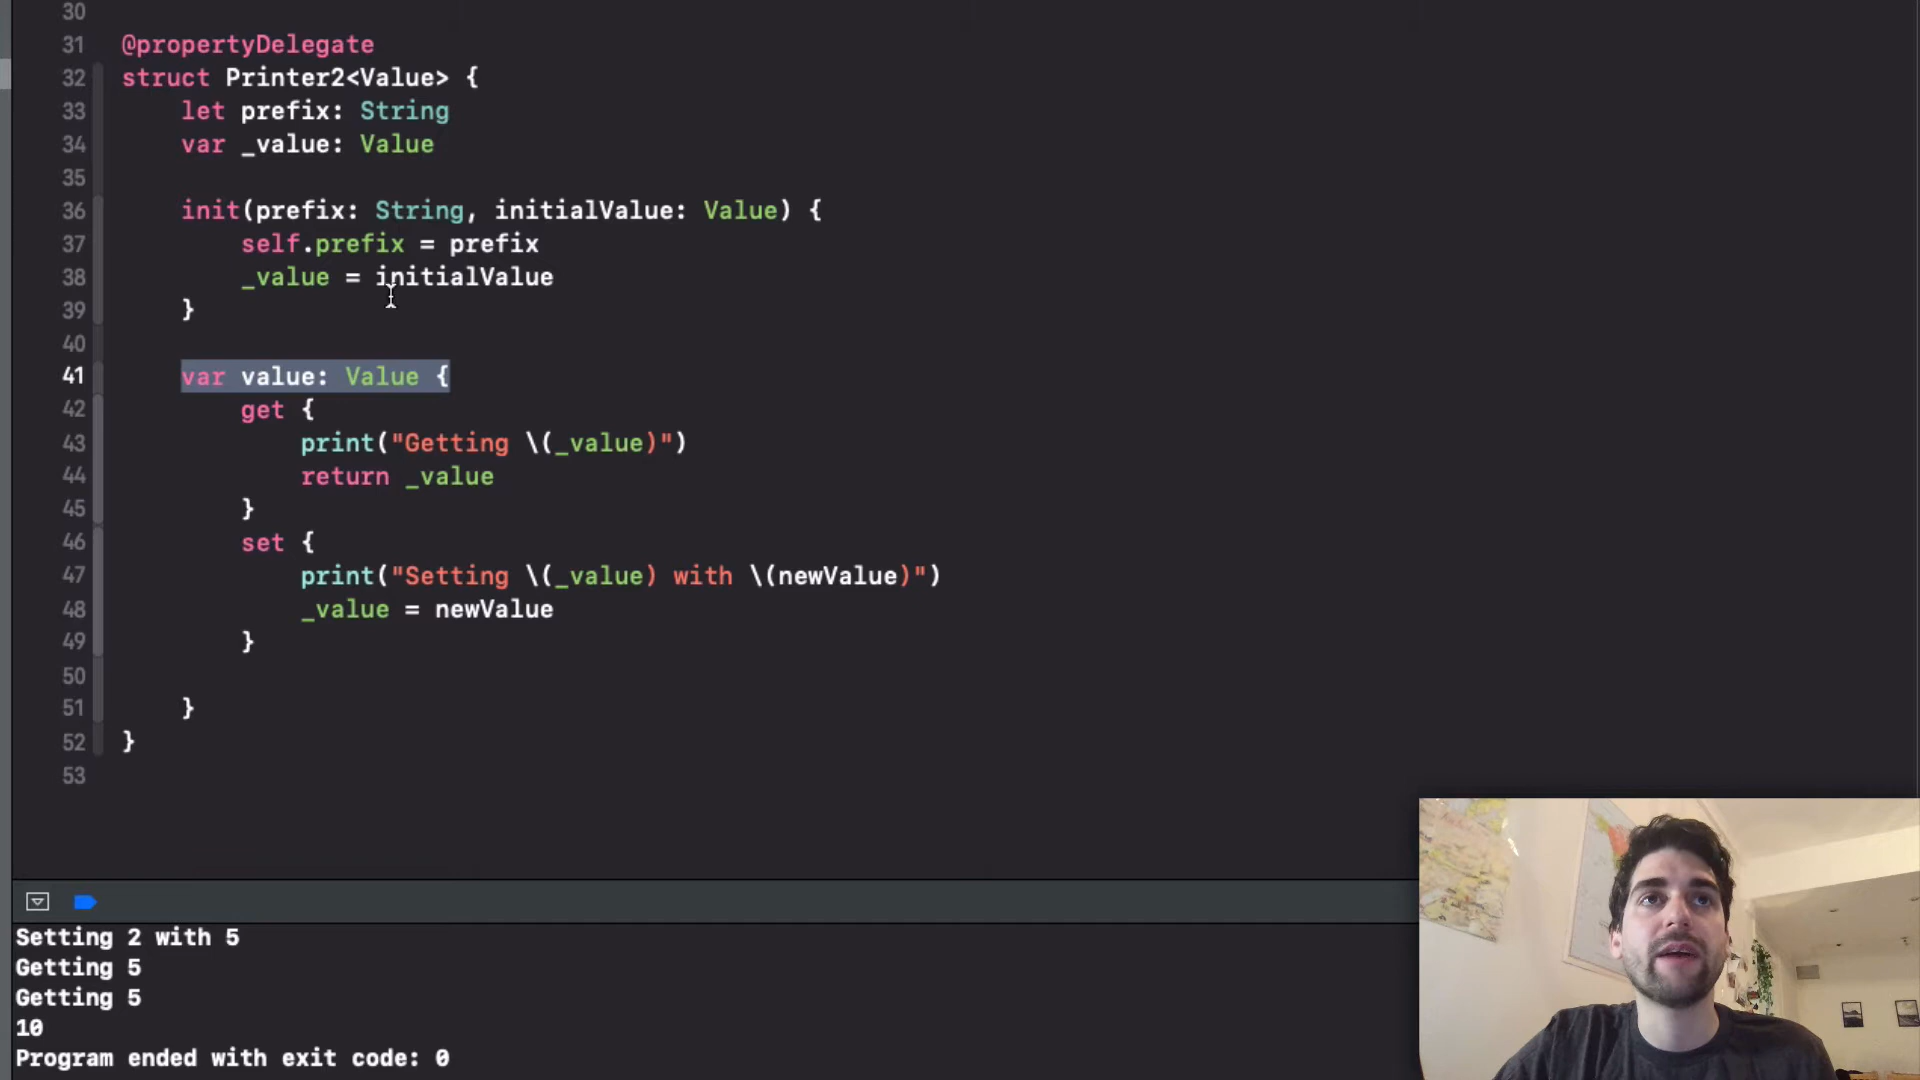 30
31 @propertyDelegate
32 struct Printer2<Value> {
33     let prefix: String
34     var _value: Value
35
36     init(prefix: String, initialValue: Value) {
37         self.prefix = prefix
38         _value = initialValue
39     }
40
41     var value: Value {
42         get {
43             print("Getting \(_value)")
44             return _value
45         }
46         set {
47             print("Setting \(_value) with \(newValue)")
48             _value = newValue
49         }
50
51     }
52 }
53
Setting 2 with 5
Getting 5
Getting 5
10
Program ended with exit code: 0